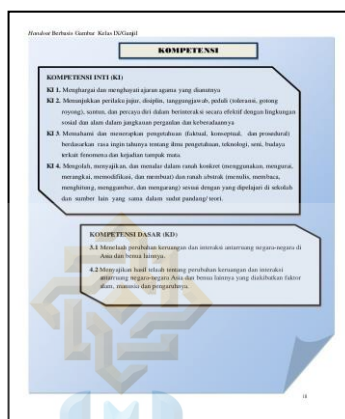 Handout Berbasis Gambar Kelas IX/Ganjil
KOMPETENSI
KOMPETENSI INTI (KI)
KI 1. Menghargai dan menghayati ajaran agama yang dianutnya
KI 2. Menunjukkan perilaku jujur, disiplin, tanggungjawab, peduli (toleransi, gotong
royong), santun, dan percaya diri dalam berinteraksi secara efektif dengan lingkungan
sosial dan alam dalam jangkauan pergaulan dan keberadaannya
KI 3. Memahami dan menerapkan pengetahuan (faktual, konseptual, dan prosedural)
berdasarkan rasa ingin tahunya tentang ilmu pengetahuan, teknologi, seni, budaya
terkait fenomena dan kejadian tampak mata.
KI 4. Mengolah, menyajikan, dan menalar dalam ranah konkret (menggunakan, mengurai,
merangkai, memodifikasi, dan membuat) dan ranah abstrak (menulis, membaca,
menghitung, menggambar, dan mengarang) sesuai dengan yang dipelajari di sekolah
dan sumber lain yang sama dalam sudut pandang/ teori.
KOMPETENSI DASAR (KD)
3.1 Menelaah perubahan keruangan dan interaksi antarruang negara-negara di
Asia dan benua lainnya.
4.2 Menyajikan hasil telaah tentang perubahan keruangan dan interaksi
antarruang negara-negara Asia dan benua lainnya yang diakibatkan faktor
alam, manusia dan pengaruhnya.